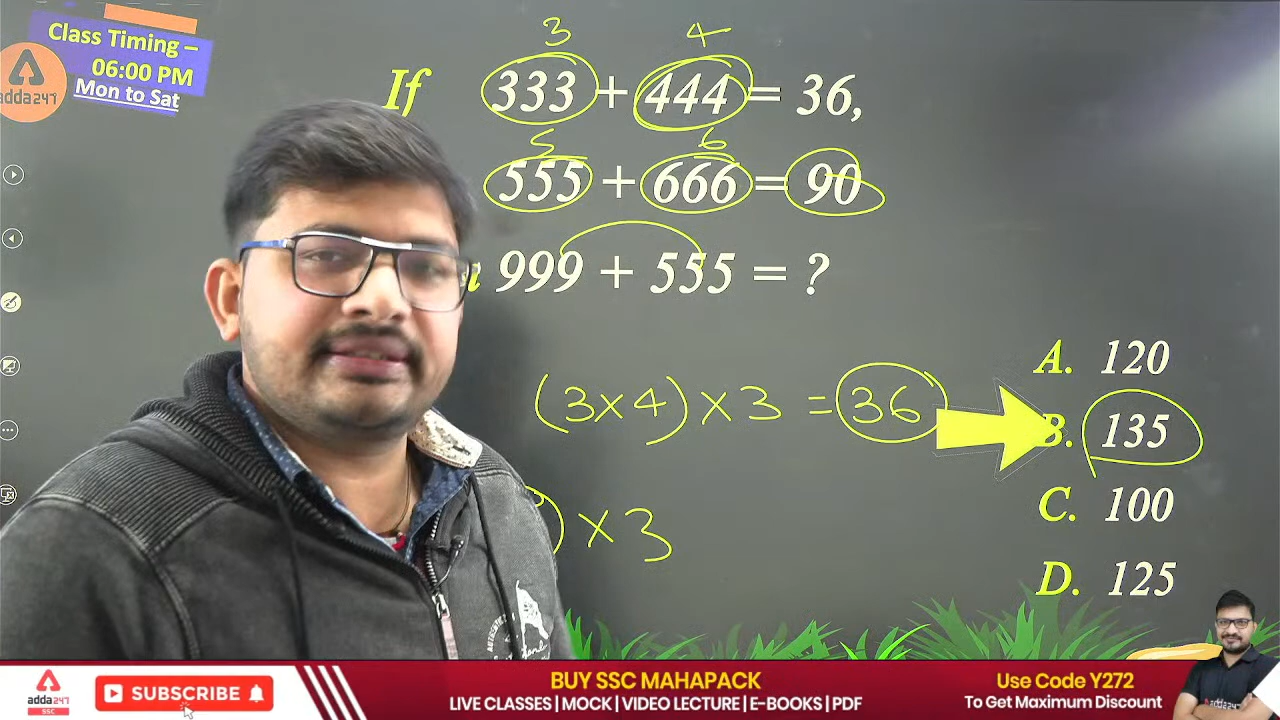 Class Timing –
06:00 PM
Mon to Sat
adda247
3 4
If 333 + 444 = 36,
5 6
555 + 666 = 90
999 + 555 = ?
(3×4)×3 = 36
) × 3
A. 120
B. 135
C. 100
D. 125
adda247
SSC
SUBSCRIBE
BUY SSC MAHAPACK
LIVE CLASSES | MOCK | VIDEO LECTURE | E-BOOKS | PDF
Use Code Y272
To Get Maximum Discount